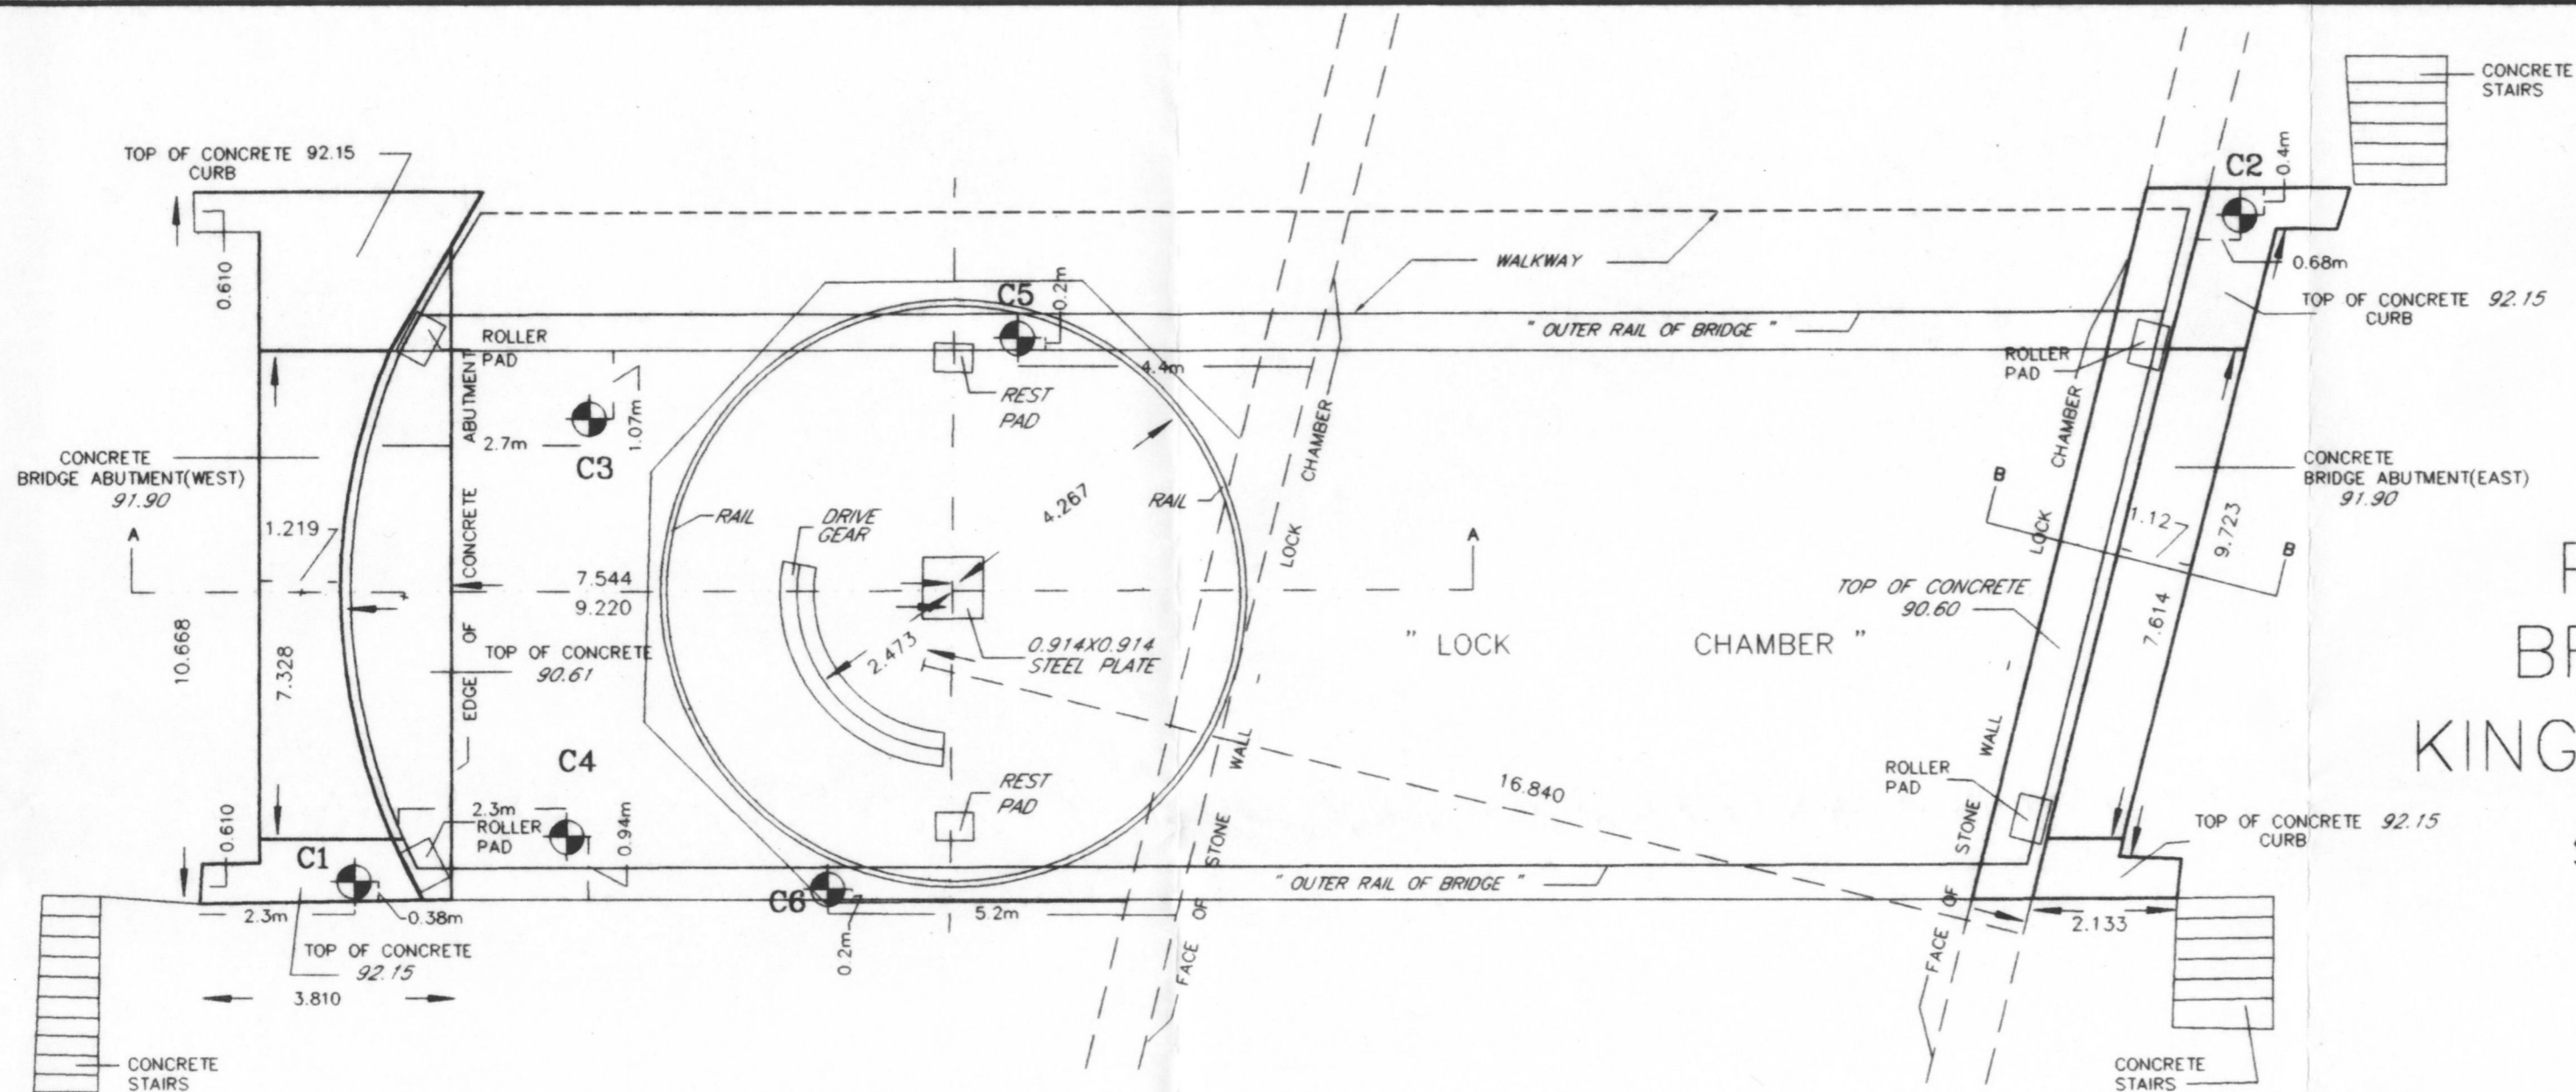 CONCRETE
STAIRS
TOP OF CONCRETE 92.15
CURB
C2
0.4m
0.610
WALKWAY
0.68m
C5
0.2m
TOP OF CONCRETE 92.15
CURB
" OUTER RAIL OF BRIDGE "
ROLLER
PAD
ROLLER
PAD
4.4m
REST
PAD
1.07m
2.7m
C3
CONCRETE
BRIDGE ABUTMENT(WEST)
91.90
EDGE OF CONCRETE ABUTMENT
CONCRETE
BRIDGE ABUTMENT(EAST)
91.90
LOCK CHAMBER
LOCK CHAMBER
B
B
1.12
9.723
A
A
1.219
RAIL
DRIVE
GEAR
4.267
RAIL
7.544
9.220
TOP OF CONCRETE
90.60
7.614
10.668
7.328
TOP OF CONCRETE
90.61
2.473
0.914X0.914
STEEL PLATE
" LOCK CHAMBER "
BR
KING
C4
REST
PAD
16.840
ROLLER
PAD
2.3m
ROLLER
PAD
0.94m
0.610
C1
TOP OF CONCRETE 92.15
CURB
" OUTER RAIL OF BRIDGE "
C6
2.3m
0.38m
5.2m
0.2m
2.133
FACE OF STONE WALL
FACE OF STONE WALL
TOP OF CONCRETE
92.15
3.810
CONCRETE
STAIRS
CONCRETE
STAIRS